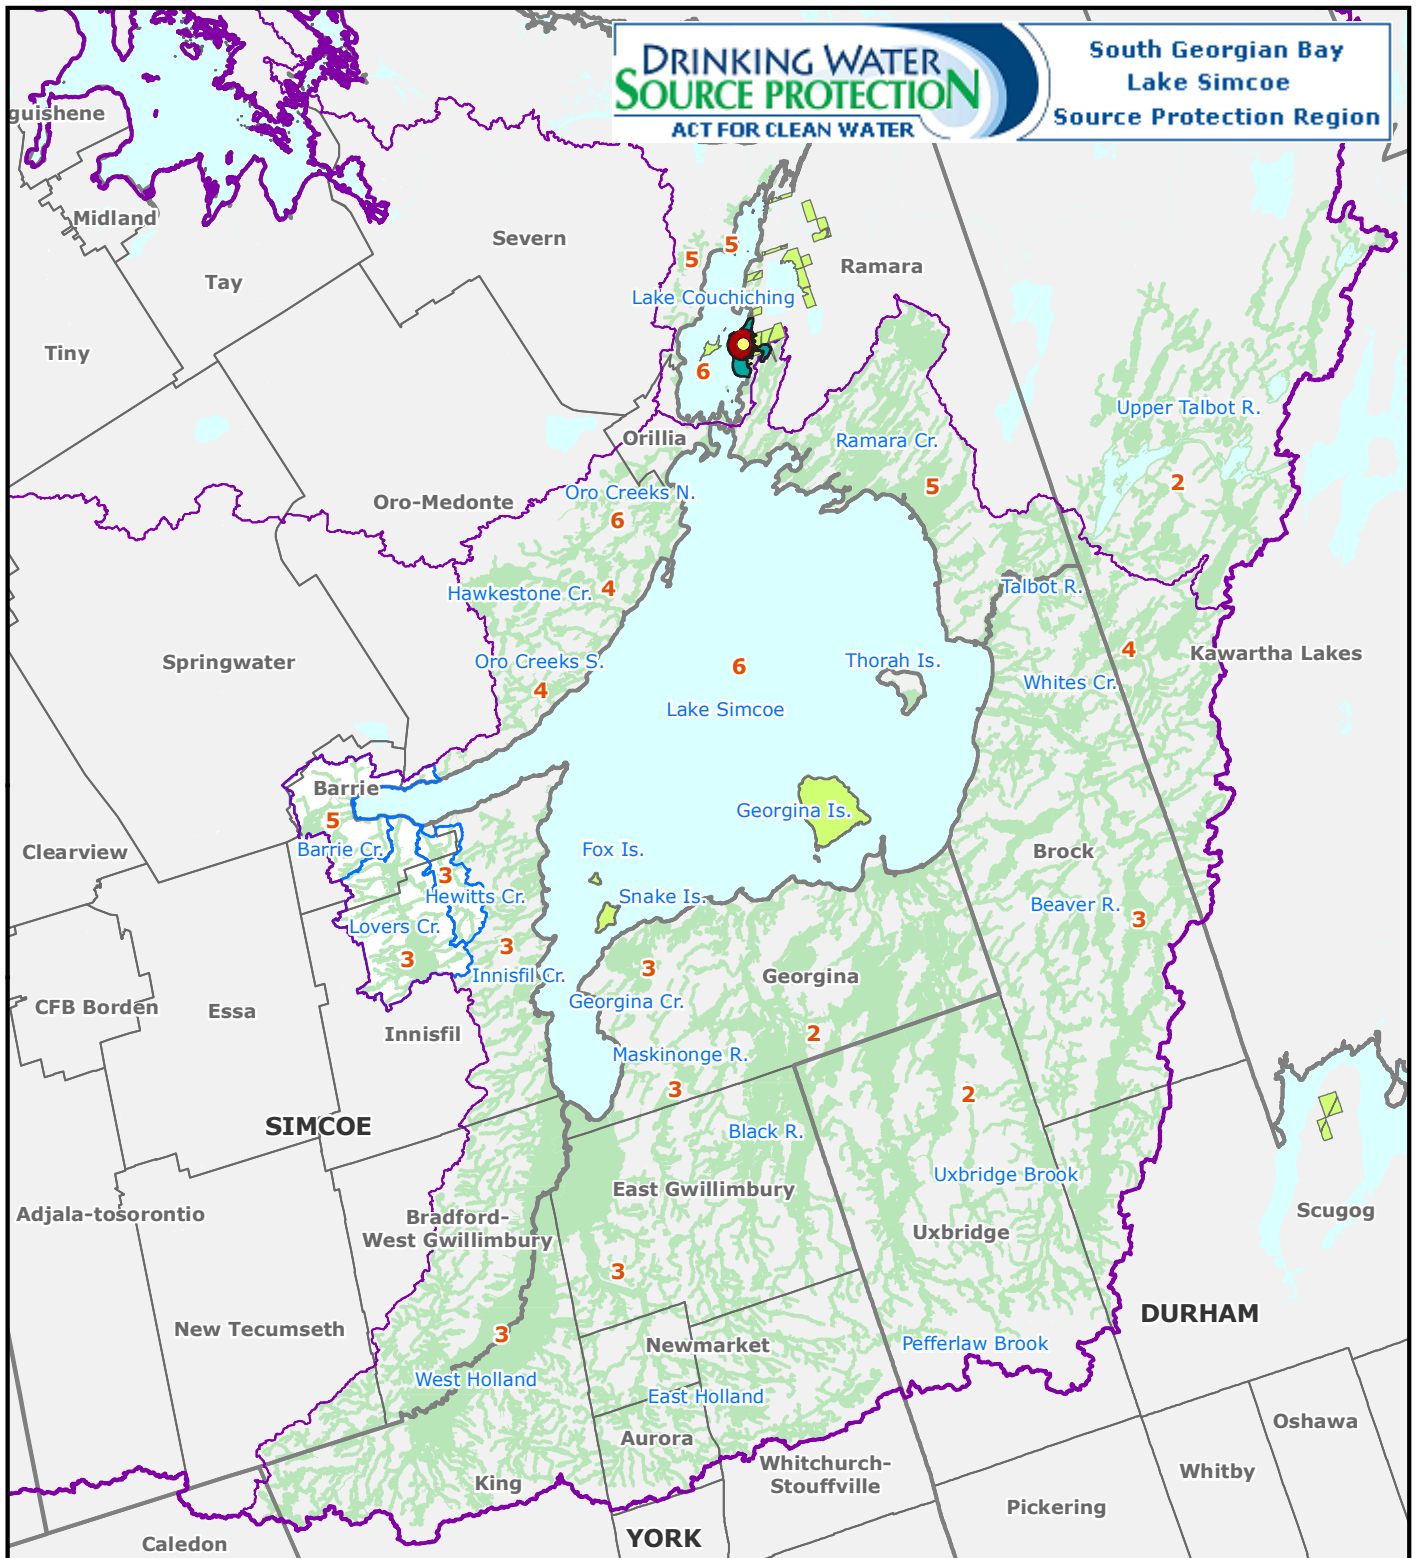 DRINKING WATER
SOURCE PROTECTION
ACT FOR CLEAN WATER
South Georgian Bay
Lake Simcoe
Source Protection Region
guishene
Midland
Tay
Tiny
Severn
5
5
Ramara
Lake Couchiching
6
Orillia
Ramara Cr.
5
Upper Talbot R.
2
Oro-Medonte
Oro Creeks N.
6
Hawkestone Cr.
4
Talbot R.
Springwater
Oro Creeks S.
4
6
Lake Simcoe
Thorah Is.
4
Kawartha Lakes
Whites Cr.
Barrie
5
Barrie Cr.
Clearview
Georgina Is.
Fox Is.
Snake Is.
Brock
Beaver R.
3
3
Hewitts Cr.
Lovers Cr.
3
3
Innisfil Cr.
3
Georgina Cr.
Georgina
2
CFB Borden
Essa
Innisfil
Maskinonge R.
3
Black R.
2
SIMCOE
Uxbridge Brook
Adjala-tosorontio
Bradford-
West Gwillimbury
East Gwillimbury
Uxbridge
Scugog
3
New Tecumseth
3
Newmarket
Pefferlaw Brook
DURHAM
West Holland
East Holland
Aurora
King
Whitchurch-
Stouffville
Oshawa
Whitby
Pickering
Caledon
YORK